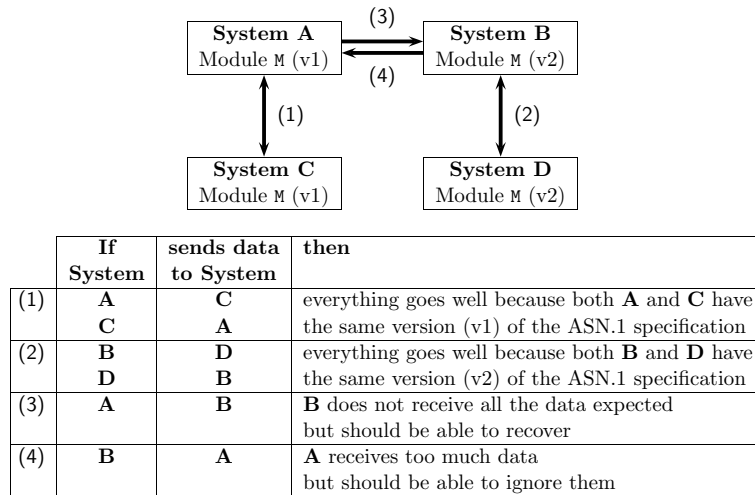 (3)
System A
Module M (v1)
System B
Module M (v2)
(4)
(1)
(2)
System C
Module M (v1)
System D
Module M (v2)
If sends data then
System to System
(1) A C everything goes well because both A and C have
C A the same version (v1) of the ASN.1 specification
(2) B D everything goes well because both B and D have
D B the same version (v2) of the ASN.1 specification
(3) A B B does not receive all the data expected
but should be able to recover
(4) B A A receives too much data
but should be able to ignore them